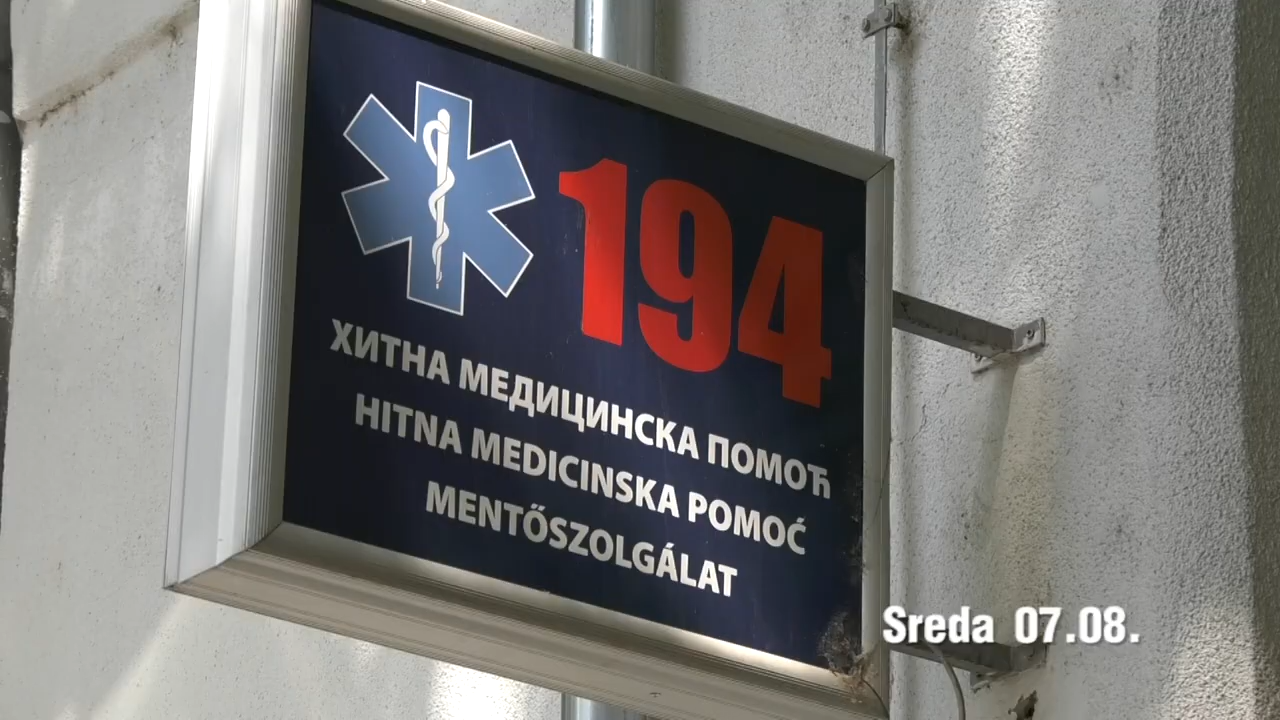 194
ХИТНА МЕДИЦИНСКА ПОМОЋ
HITNA MEDICINSKA POMOĆ
MENTŐSZOLGÁLAT
Sreda 07.08.